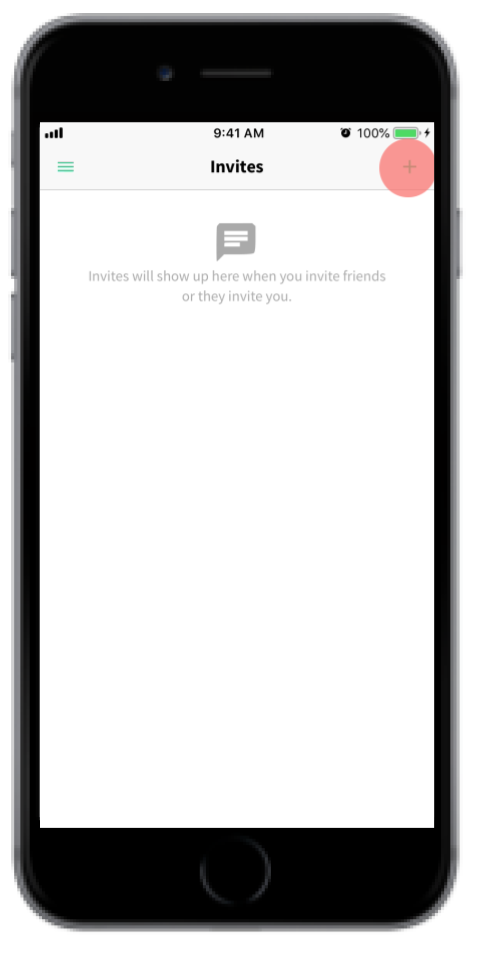 9:41 AM 100%
Invites
Invites will show up here when you invite friends
or they invite you.